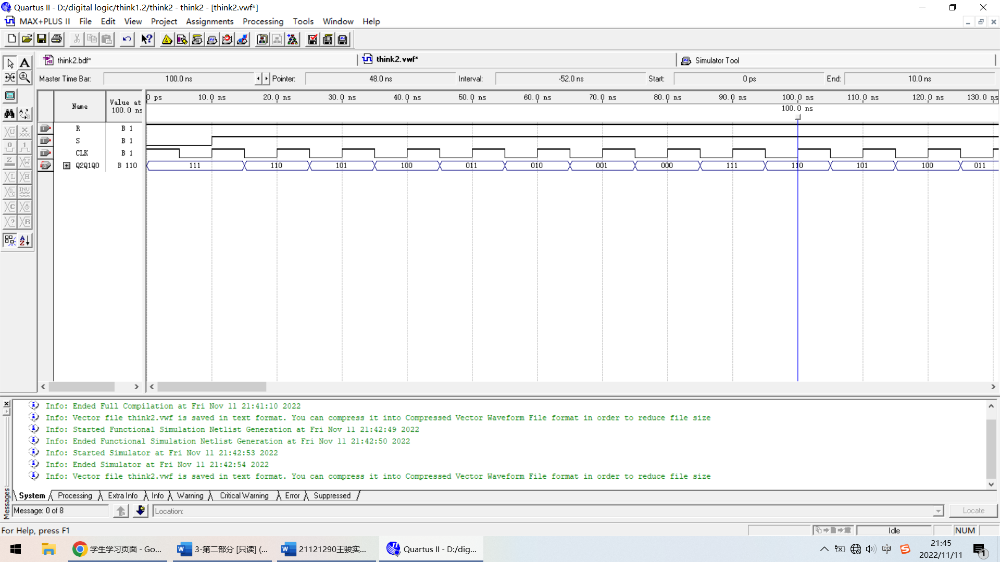 Quartus II - D:/digital logic/think1.2/think2 - think2 - [think2.vwf*]
MAX+PLUS II File Edit View Project Assignments Processing Tools Window Help
think2.bdf* think2.vwf* Simulator Tool
Master Time Bar: 100.0 ns Pointer: 48.0 ns Interval: -52.0 ns Start: 0 ps End: 10.0 ns
Name Value at 100.0 ns
0 ps 10.0 ns 20.0 ns 30.0 ns 40.0 ns 50.0 ns 60.0 ns 70.0 ns 80.0 ns 90.0 ns 100.0 ns 110.0 ns 120.0 ns 130.0 ns
100.0 ns
R B 1
S B 1
CLK B 1
Q2Q1Q0 B 110 111 110 101 100 011 010 001 000 111 110 101 100 011
Info: Ended Full Compilation at Fri Nov 11 21:41:10 2022
Info: Vector file think2.vwf is saved in text format. You can compress it into Compressed Vector Waveform File format in order to reduce file size
Info: Started Functional Simulation Netlist Generation at Fri Nov 11 21:42:49 2022
Info: Ended Functional Simulation Netlist Generation at Fri Nov 11 21:42:50 2022
Info: Started Simulator at Fri Nov 11 21:42:53 2022
Info: Ended Simulator at Fri Nov 11 21:42:54 2022
Info: Vector file think2.vwf is saved in text format. You can compress it into Compressed Vector Waveform File format in order to reduce file size
Messages
System Processing Extra Info Info Warning Critical Warning Error Suppressed
Message: 0 of 8 Location: Locate
For Help, press F1 Idle NUM
学生学习页面 - Go... 3-第二部分 [只读] (... 21121290王骏实... Quartus II - D:/dig... 中 21:45
2022/11/11 1